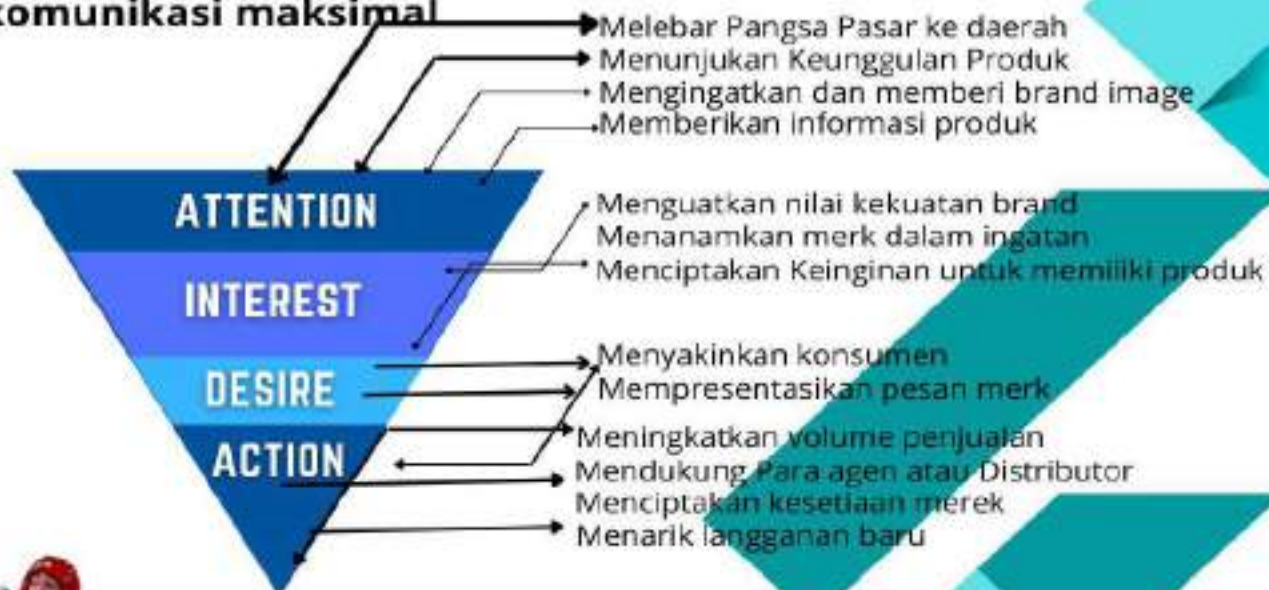 komunikasi maksimal
Melebar Pangsa Pasar ke daerah
Menunjukan Keunggulan Produk
Mengingatkan dan memberi brand image
Memberikan informasi produk
ATTENTION
Menguatkan nilai kekuatan brand
Menanamkan merk dalam ingatan
INTEREST
Menciptakan Keinginan untuk memiliki produk
DESIRE
Menyakinkan konsumen
Mempresentasikan pesan merk
ACTION
Meningkatkan volume penjualan
Mendukung Para agen atau Distributor
Menciptakan kesetiaan merek
Menarik langganan baru